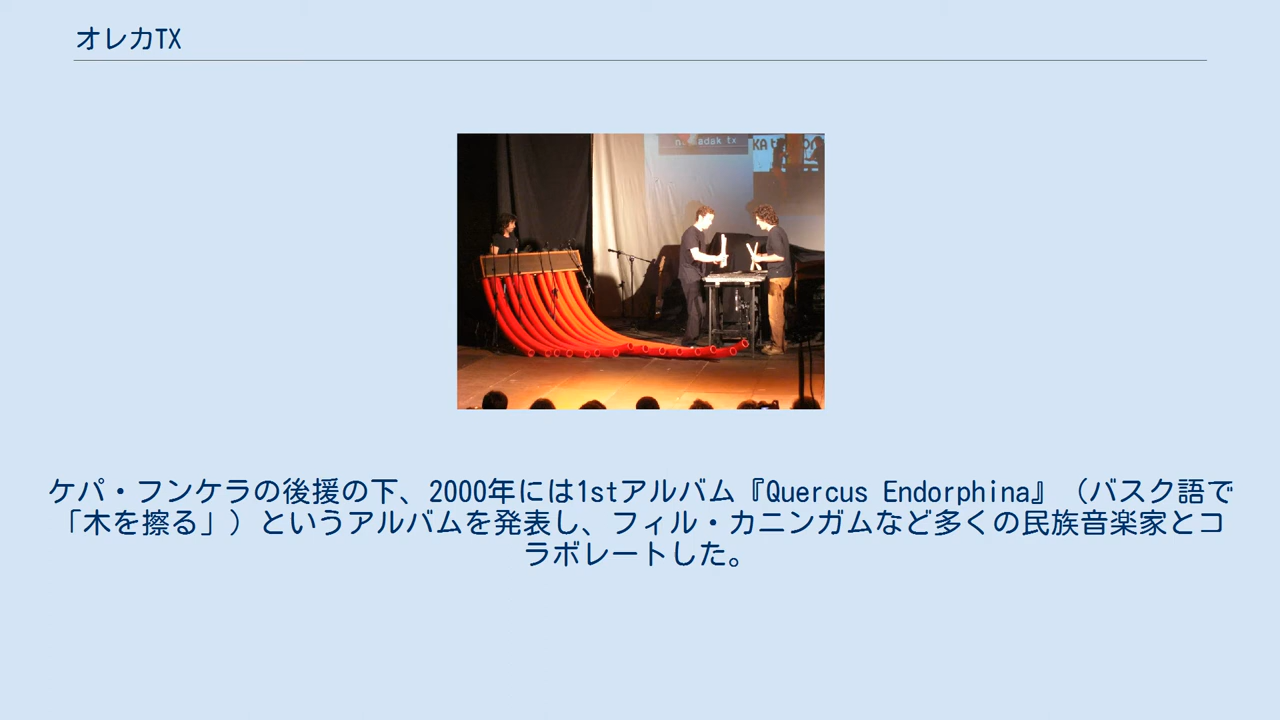 オレカTX
adak tx
KA
ケパ・フンケラの後援の下、2000年には1stアルバム『Quercus Endorphina』（バスク語で
「木を擦る」）というアルバムを発表し、フィル・カニンガムなど多くの民族音楽家とコ
ラボレートした。